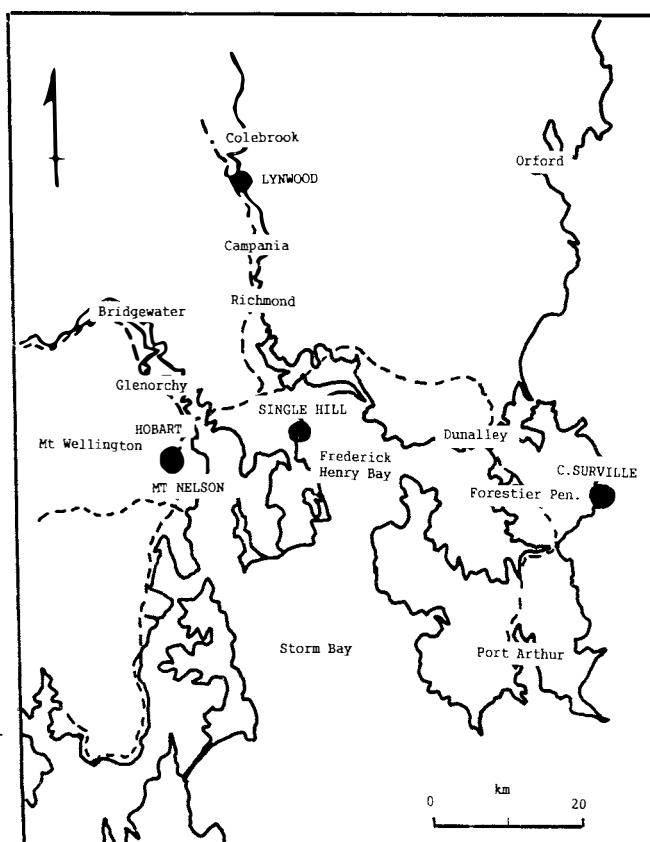 Colebrook
Orford
LYNWOOD
Campania
Richmond
Bridgewater
Glenorchy
SINGLE HILL
HOBART
Dunalley
Mt Wellington
Frederick
Henry Bay
C.SURVILLE
MT NELSON
Forestier Pen.
Storm Bay
Port Arthur
km
0
20